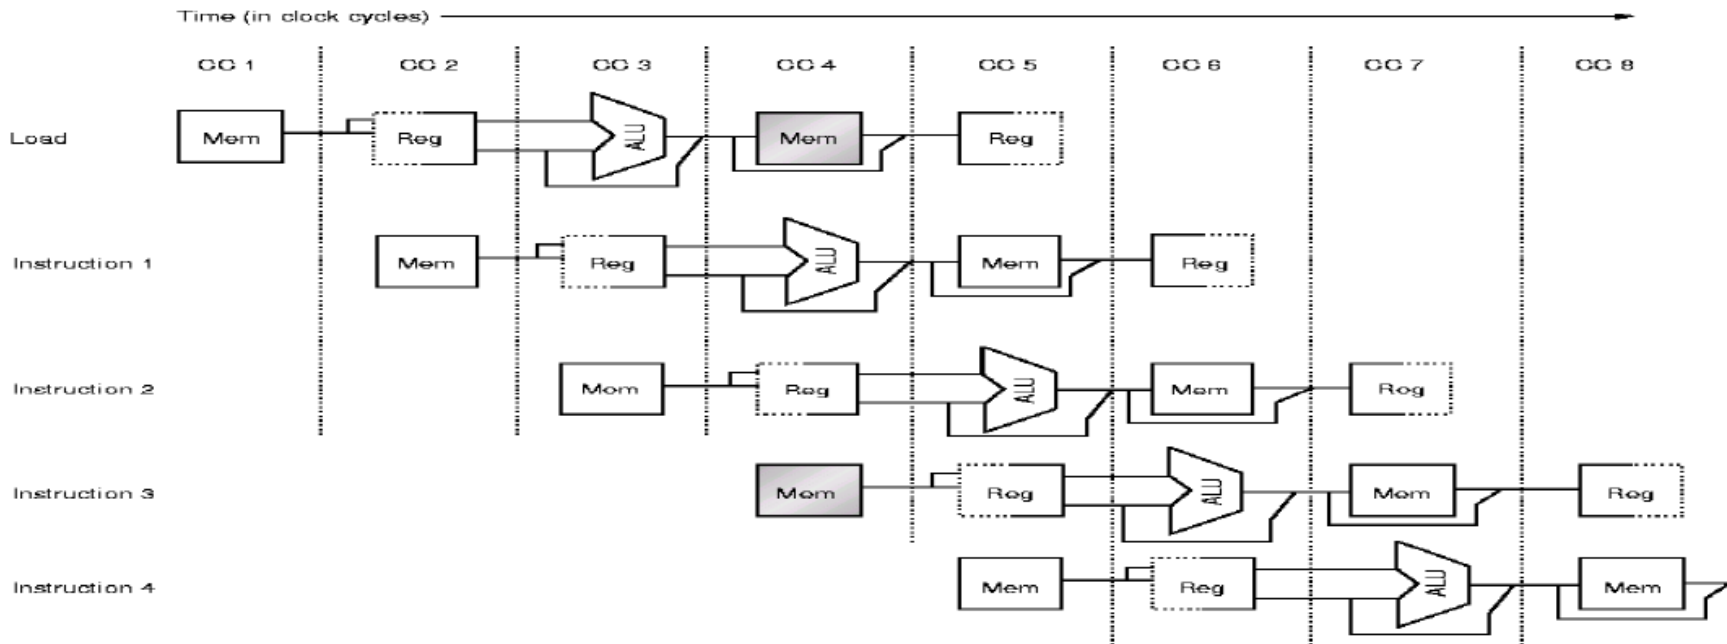 Time (in clock cycles)
CC 1 CC 2 CC 3 CC 4 CC 5 CC 6 CC 7 CC 8
Load Mem Reg ALU Mem Reg
Instruction 1 Mem Reg ALU Mem Reg
Instruction 2 Mem Reg ALU Mem Reg
Instruction 3 Mem Reg ALU Mem Reg
Instruction 4 Mem Reg ALU Mem